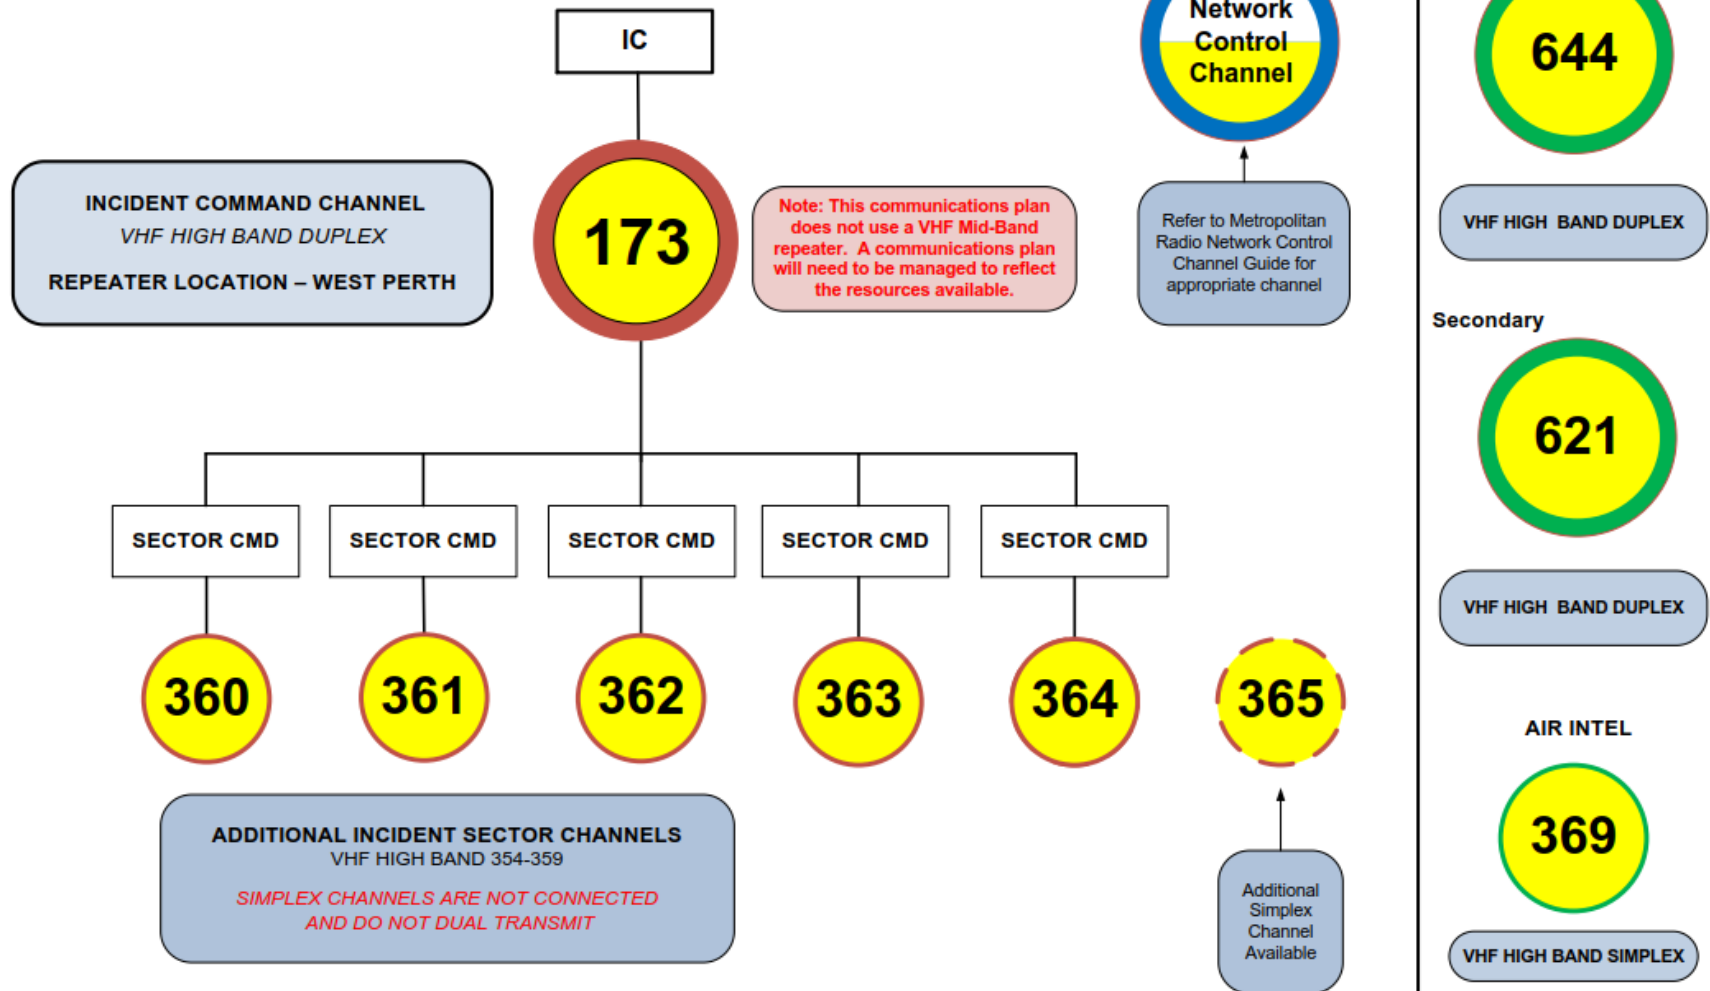 IC
INCIDENT COMMAND CHANNEL
VHF HIGH BAND DUPLEX
REPEATER LOCATION – WEST PERTH
173
Note: This communications plan
does not use a VHF Mid-Band
repeater. A communications plan
will need to be managed to reflect
the resources available.
Network
Control
Channel
Refer to Metropolitan
Radio Network Control
Channel Guide for
appropriate channel
SECTOR CMD
SECTOR CMD
SECTOR CMD
SECTOR CMD
SECTOR CMD
360
361
362
363
364
365
ADDITIONAL INCIDENT SECTOR CHANNELS
VHF HIGH BAND 354-359
SIMPLEX CHANNELS ARE NOT CONNECTED
AND DO NOT DUAL TRANSMIT
Additional
Simplex
Channel
Available
644
VHF HIGH BAND DUPLEX
Secondary
621
VHF HIGH BAND DUPLEX
AIR INTEL
369
VHF HIGH BAND SIMPLEX